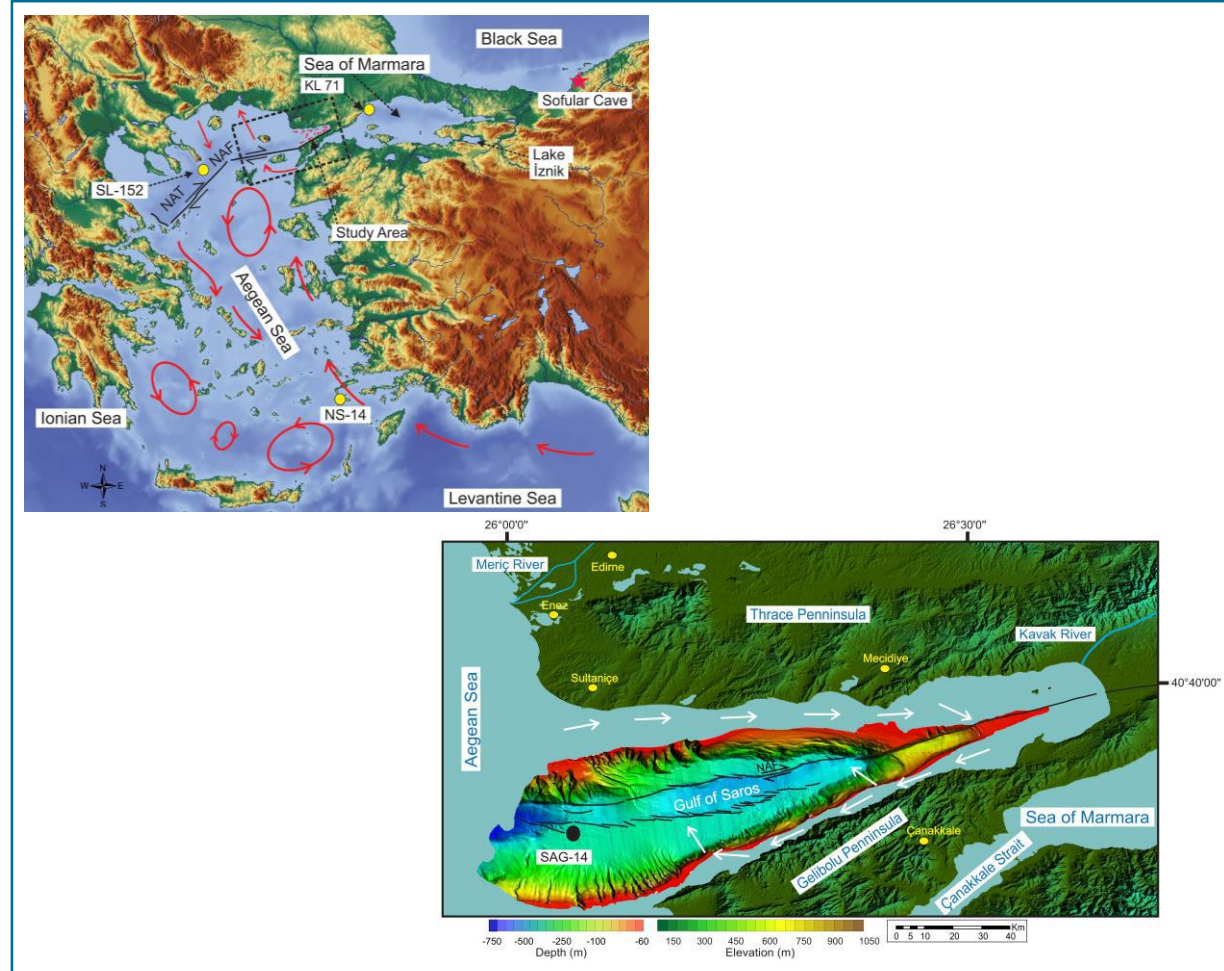 Black Sea
Sea of Marmara
KL 71
Sofular Cave
Lake
İznik
NAF
SL-152
NAT
Study Area
Aegean Sea
Ionian Sea
NS-14
N
W E
S
Levantine Sea
26°00'0"
26°30'0"
Meriç River
Edirne
Enez
Thrace Penninsula
Kavak River
Mecidiye
Sultaniçe
40°40'00"
Aegean Sea
NAF
Gulf of Saros
Sea of Marmara
Çanakkale
SAG-14
Gelibolu Penninsula
Çanakkale Strait
-750 -500 -100 -60
Depth (m)
150 300 450 600 750 900 1050
Elevation (m)
Km
0 5 10 20 30 40